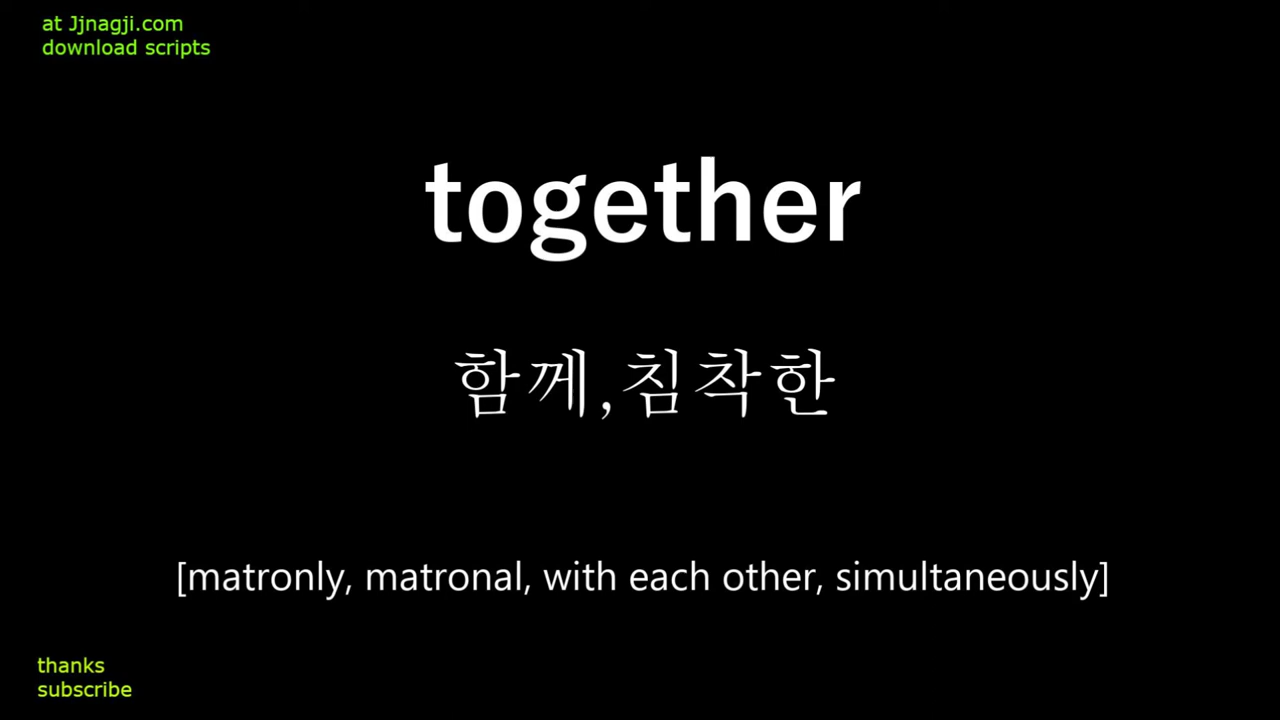 at Jjnagji.com
download scripts
together
함께,침착한
[matronly, matronal, with each other, simultaneously]
thanks
subscribe